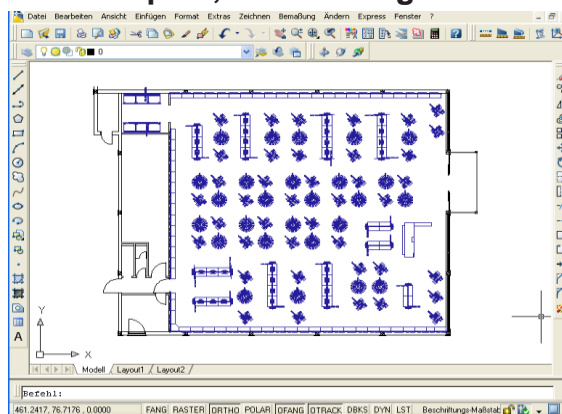 Datei Bearbeiten Ansicht Einfügen Format Extras Zeichnen Bemaßung Ändern Express Fenster ?
0
Y
X
A
Modell Layout1 Layout2
Befehl:
461.2417, 76.7176 , 0.0000 FANG RASTER ORTHO POLAR OFANG OTRACK DBKS DYN LST Beschriftungs-Maßstab: